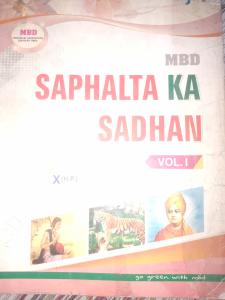 MBD
MBD
SAPHALTA KA
SADHAN
VOL. I
X (H.P.)
go green with mbd